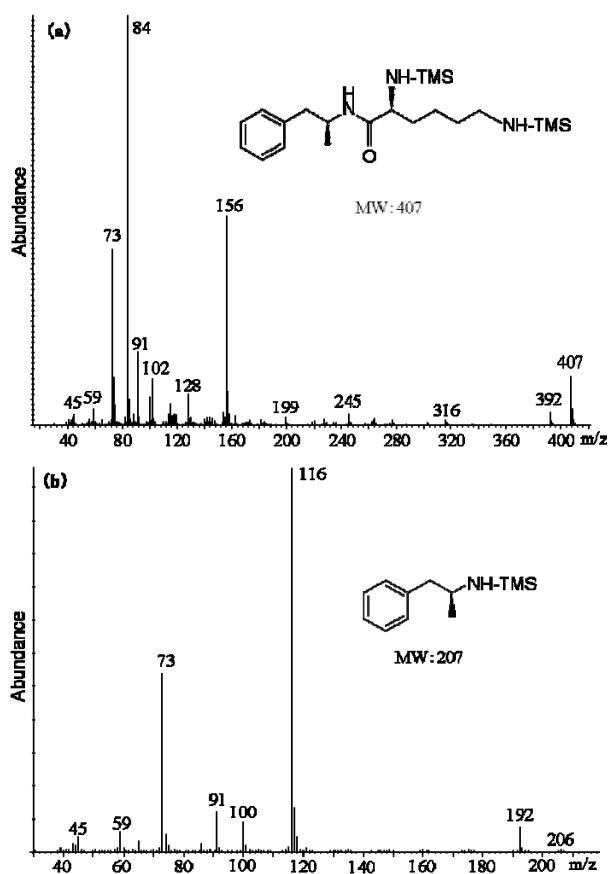 (a)
84
NH-TMS
H
N
NH-TMS
O
MW:407
156
73
91
102
128
45
59
199
245
316
392
407
Abundance
40 80 120 160 200 240 280 320 360 400 m/z
(b)
116
NH-TMS
MW:207
73
91
100
45
59
192
206
Abundance
40 60 80 100 120 140 160 180 200 m/z